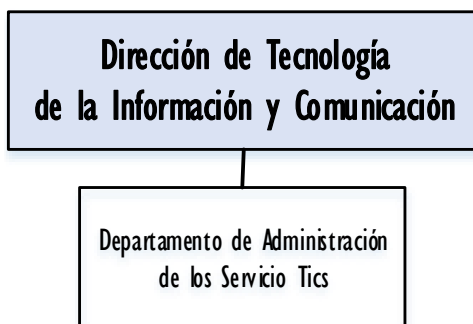 Dirección de Tecnología
de la Información y Comunicación
Departamento de Administración
de los Servicio Tics